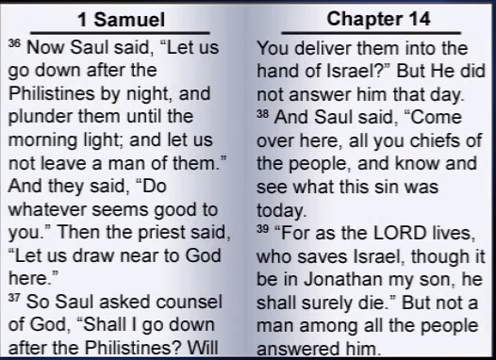 1 Samuel
³⁶ Now Saul said, “Let us
go down after the
Philistines by night, and
plunder them until the
morning light; and let us
not leave a man of them.”
And they said, “Do
whatever seems good to
you.” Then the priest said,
“Let us draw near to God
here.”
³⁷ So Saul asked counsel
of God, “Shall I go down
after the Philistines? Will
Chapter 14
You deliver them into the
hand of Israel?” But He did
not answer him that day.
³⁸ And Saul said, “Come
over here, all you chiefs of
the people, and know and
see what this sin was
today.
³⁹ “For as the LORD lives,
who saves Israel, though it
be in Jonathan my son, he
shall surely die.” But not a
man among all the people
answered him.